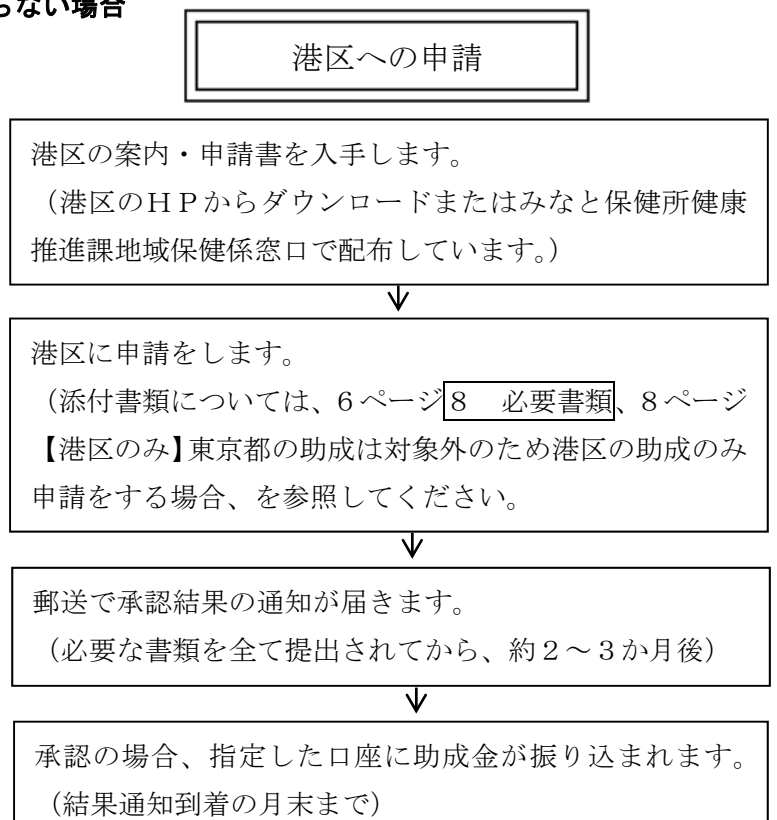 らない場合
港区への申請
港区の案内・申請書を入手します。
（港区のＨＰからダウンロードまたはみなと保健所健康
推進課地域保健係窓口で配布しています。）
港区に申請をします。
（添付書類については、６ページ８　必要書類、８ページ
【港区のみ】東京都の助成は対象外のため港区の助成のみ
申請をする場合、を参照してください。
郵送で承認結果の通知が届きます。
（必要な書類を全て提出されてから、約２～３か月後）
承認の場合、指定した口座に助成金が振り込まれます。
（結果通知到着の月末まで）